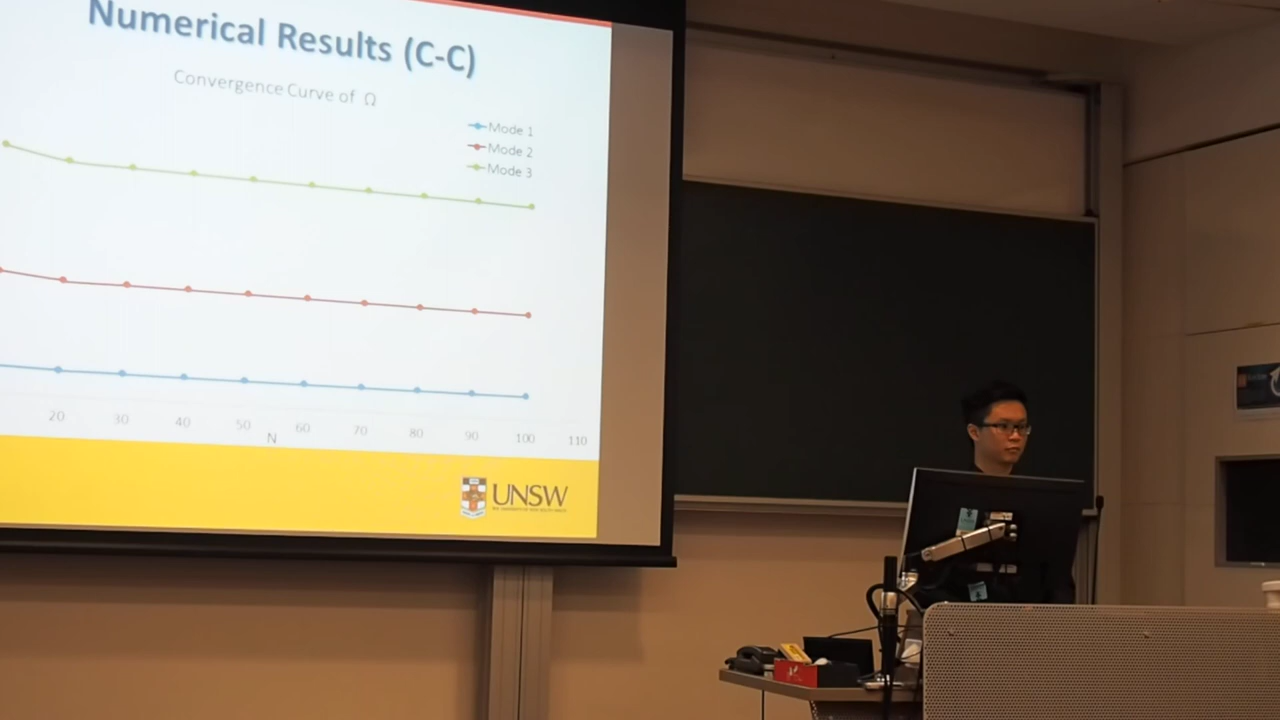 Numerical Results (C-C)
Convergence Curve of Ω
Mode 1
Mode 2
Mode 3
20 30 40 50 60 70 80 90 100 110
N
UNSW